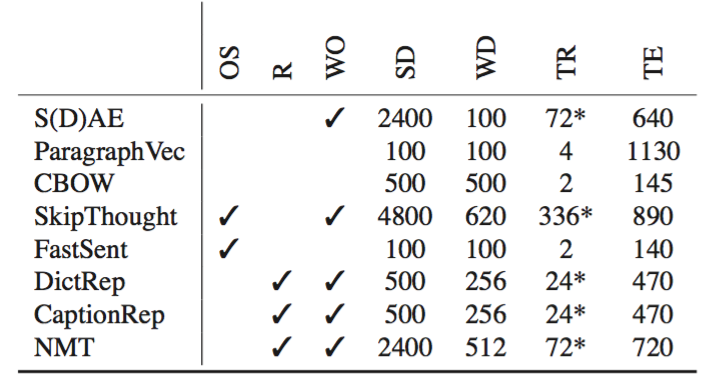 OS R WO SD WD TR TE
S(D)AE ✓ 2400 100 72* 640
ParagraphVec 100 100 4 1130
CBOW 500 500 2 145
SkipThought ✓ ✓ 4800 620 336* 890
FastSent ✓ 100 100 2 140
DictRep ✓ ✓ 500 256 24* 470
CaptionRep ✓ ✓ 500 256 24* 470
NMT ✓ ✓ 2400 512 72* 720